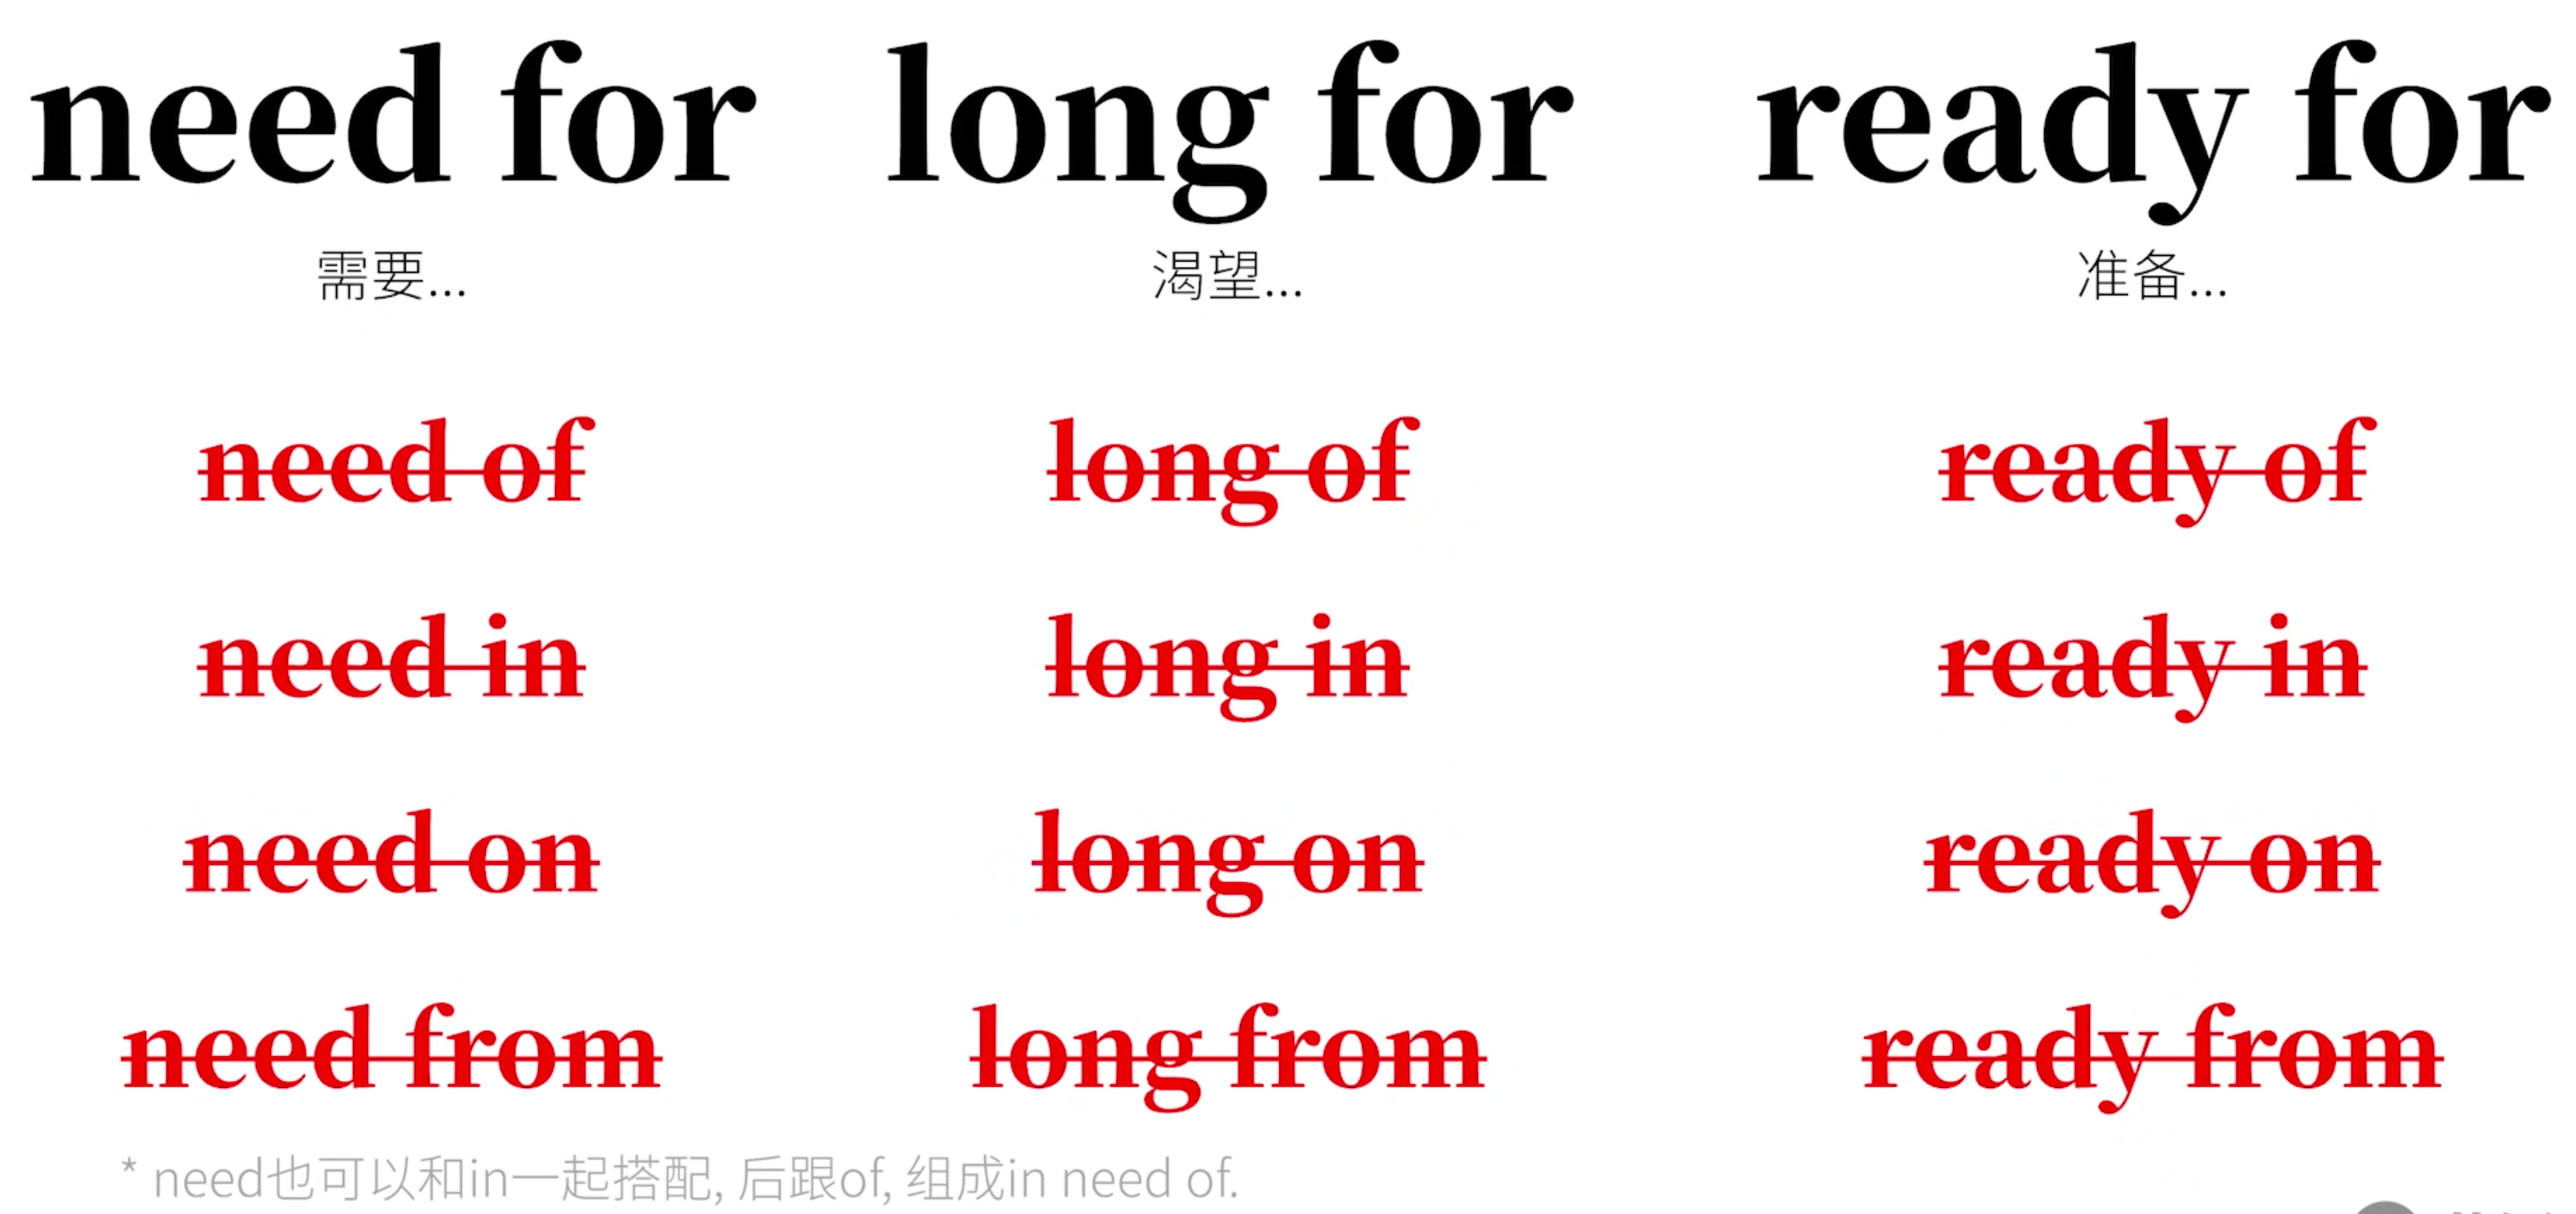 need for long for ready for
需要... 渴望... 准备...
need of long of ready of
need in long in ready in
need on long on ready on
need from long from ready from
* need也可以和in一起搭配, 后跟of, 组成in need of.